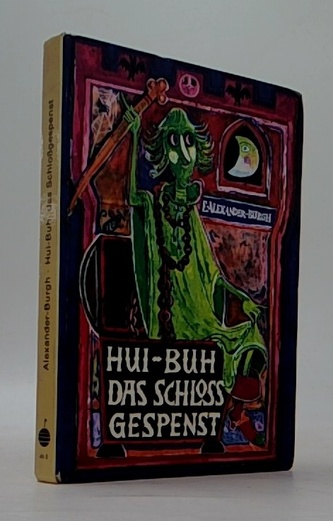 Alexander-Burgh · Hui-Buh das Schloßgespenst
E. ALEXANDER-BURGH
HUI-BUH
DAS SCHLOSS
GESPENST